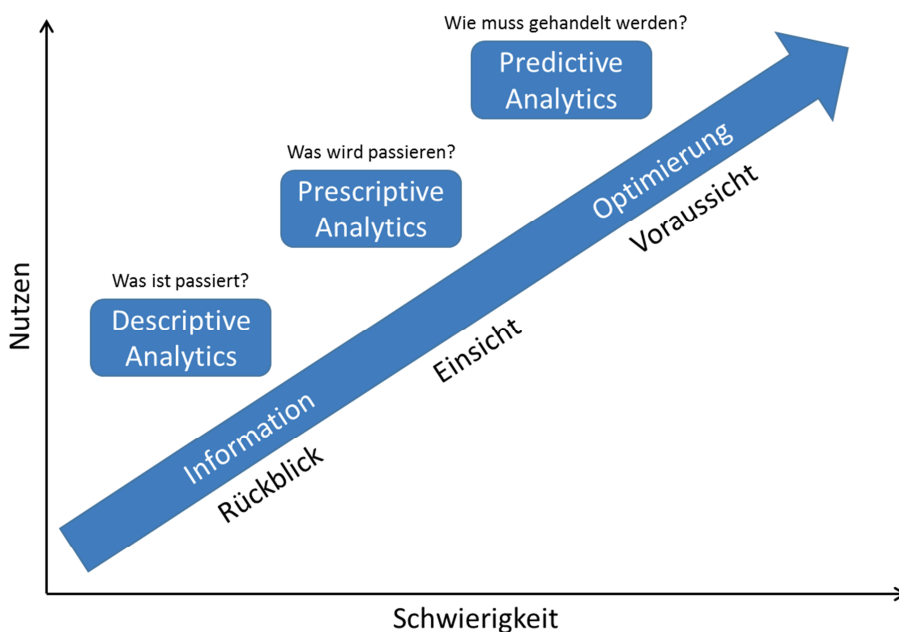 Wie muss gehandelt werden?
Predictive
Analytics
Was wird passieren?
Prescriptive
Analytics
Was ist passiert?
Descriptive
Analytics
Information
Optimierung
Rückblick
Einsicht
Voraussicht
Nutzen
Schwierigkeit